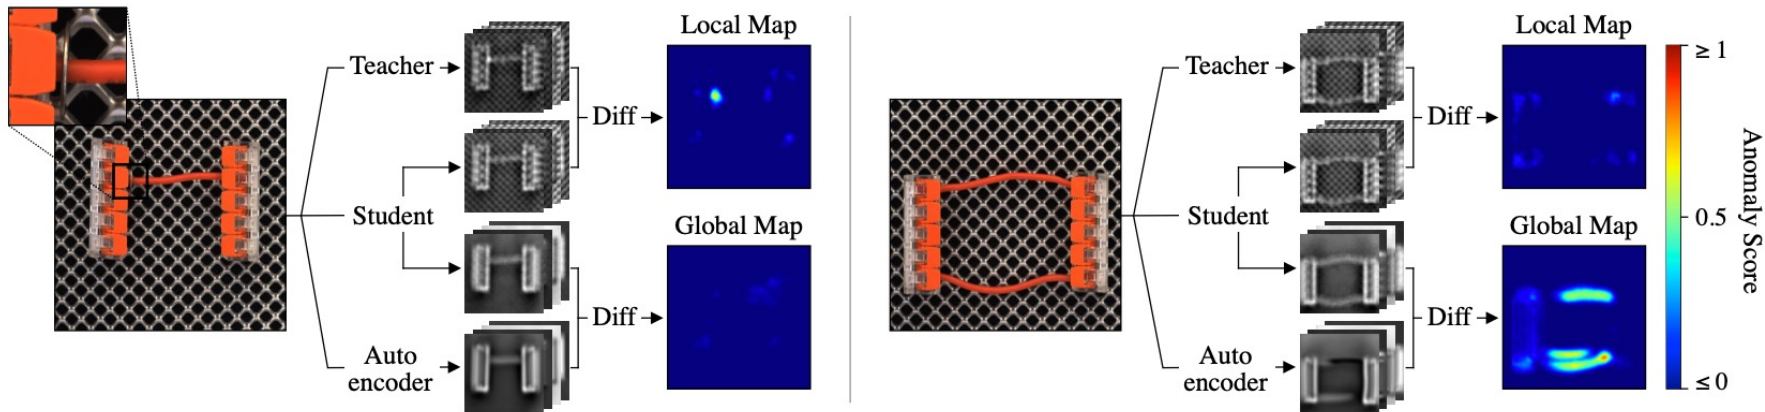 Teacher
Student
Auto
encoder
Diff
Diff
Local Map
Global Map
Teacher
Student
Auto
encoder
Diff
Diff
Local Map
Global Map
≥ 1
0.5
≤ 0
Anomaly Score